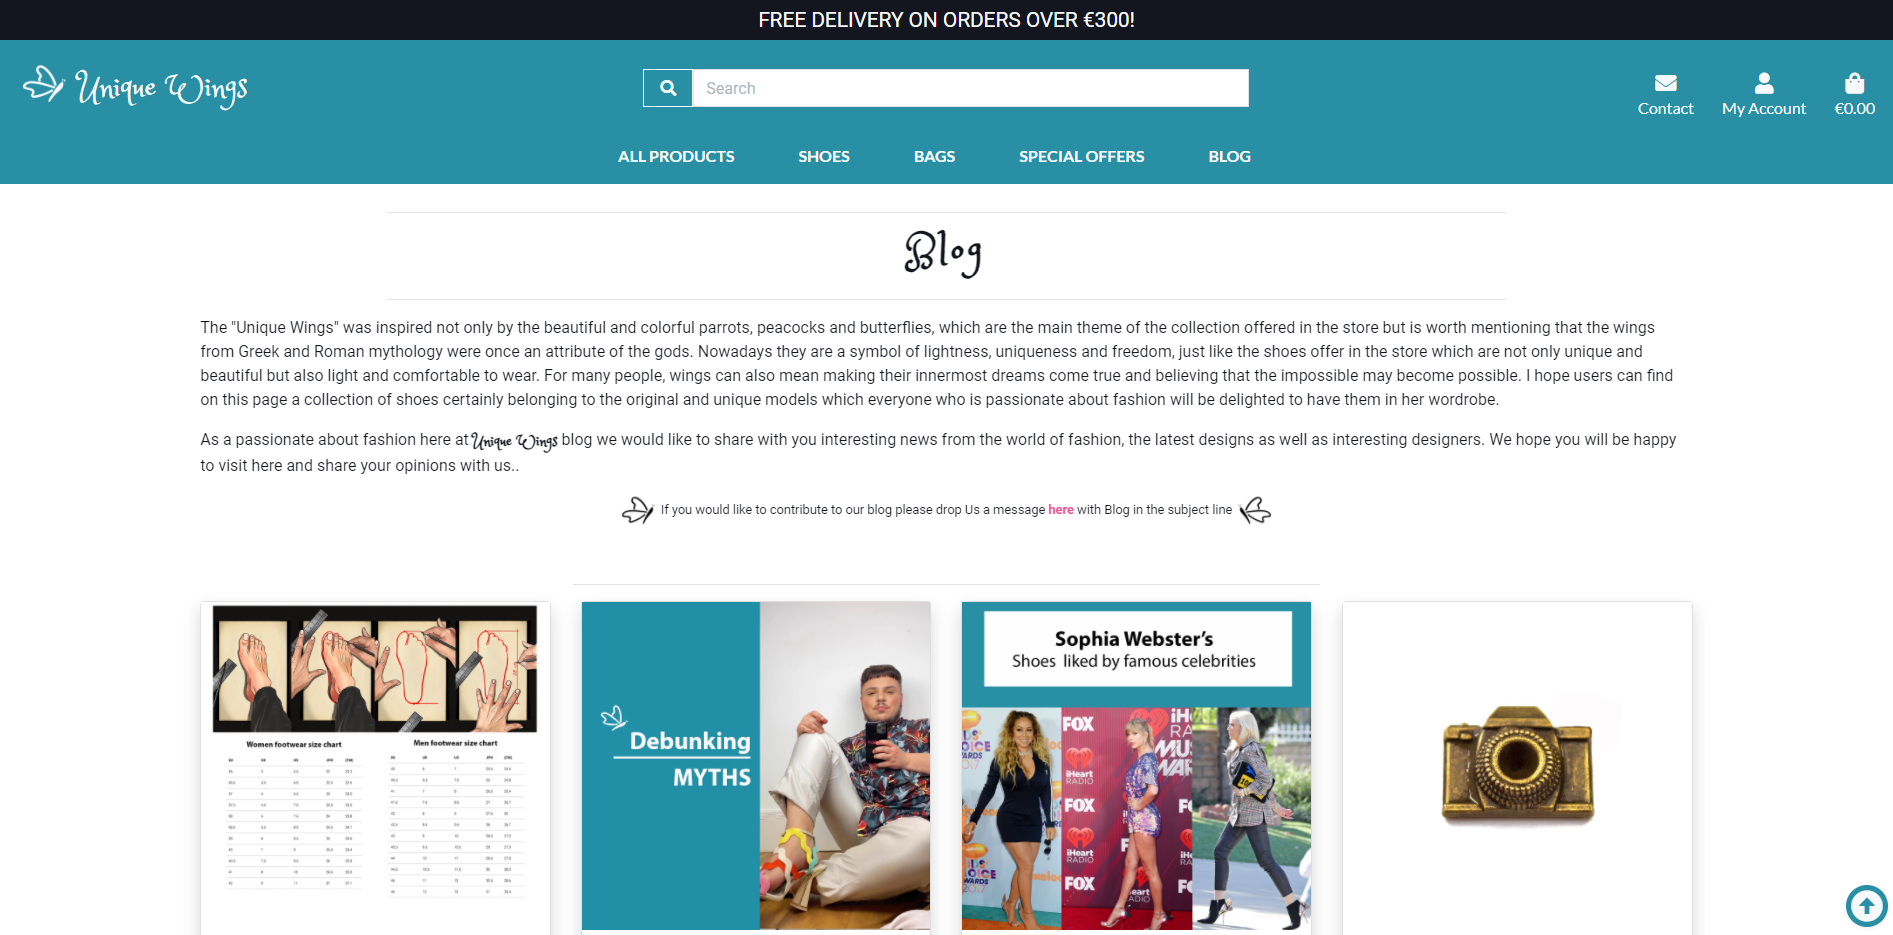 FREE DELIVERY ON ORDERS OVER €300!
Unique Wings
Search
Contact
My Account
€0.00
ALL PRODUCTS
SHOES
BAGS
SPECIAL OFFERS
BLOG
Blog
The "Unique Wings" was inspired not only by the beautiful and colorful parrots, peacocks and butterflies, which are the main theme of the collection offered in the store but is worth mentioning that the wings
from Greek and Roman mythology were once an attribute of the gods. Nowadays they are a symbol of lightness, uniqueness and freedom, just like the shoes offer in the store which are not only unique and
beautiful but also light and comfortable to wear. For many people, wings can also mean making their innermost dreams come true and believing that the impossible may become possible. I hope users can find
on this page a collection of shoes certainly belonging to the original and unique models which everyone who is passionate about fashion will be delighted to have them in her wordrobe.
As a passionate about fashion here at Unique Wings blog we would like to share with you interesting news from the world of fashion, the latest designs as well as interesting designers. We hope you will be happy
to visit here and share your opinions with us..
If you would like to contribute to our blog please drop Us a message here with Blog in the subject line
Women footwear size chart
Men footwear size chart
Debunking
MYTHS
Sophia Webster's
Shoes liked by famous celebrities
FOX
iHeart
RADIO
FOX
iHeart
RADIO
FOX